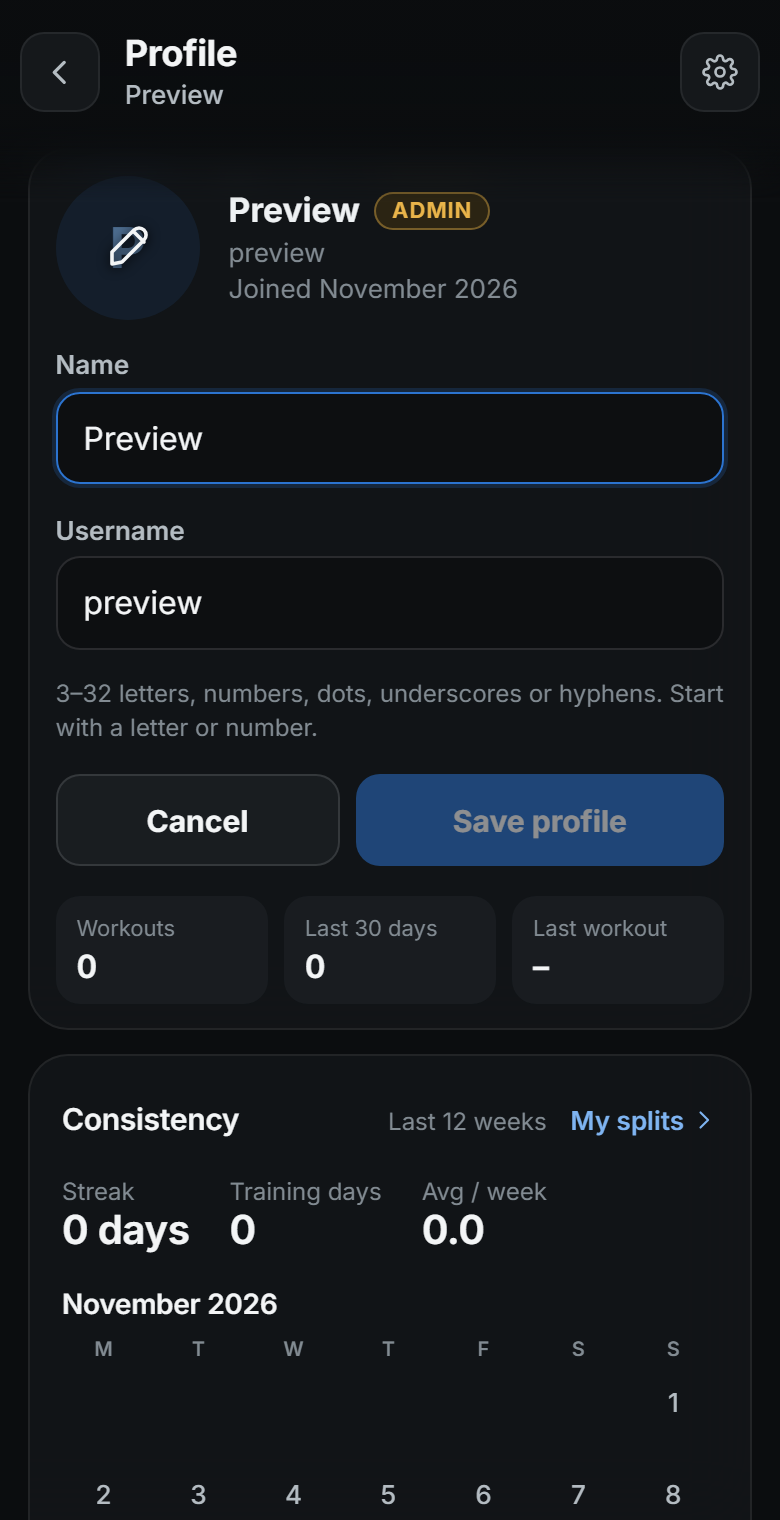 Profile
Preview
Preview ADMIN
preview
Joined November 2026
Name
Preview
Username
preview
3–32 letters, numbers, dots, underscores or hyphens. Start
with a letter or number.
Cancel Save profile
Workouts Last 30 days Last workout
0 0 –
Consistency Last 12 weeks My splits
Streak Training days Avg / week
0 days 0 0.0
November 2026
M T W T F S S
1
2 3 4 5 6 7 8